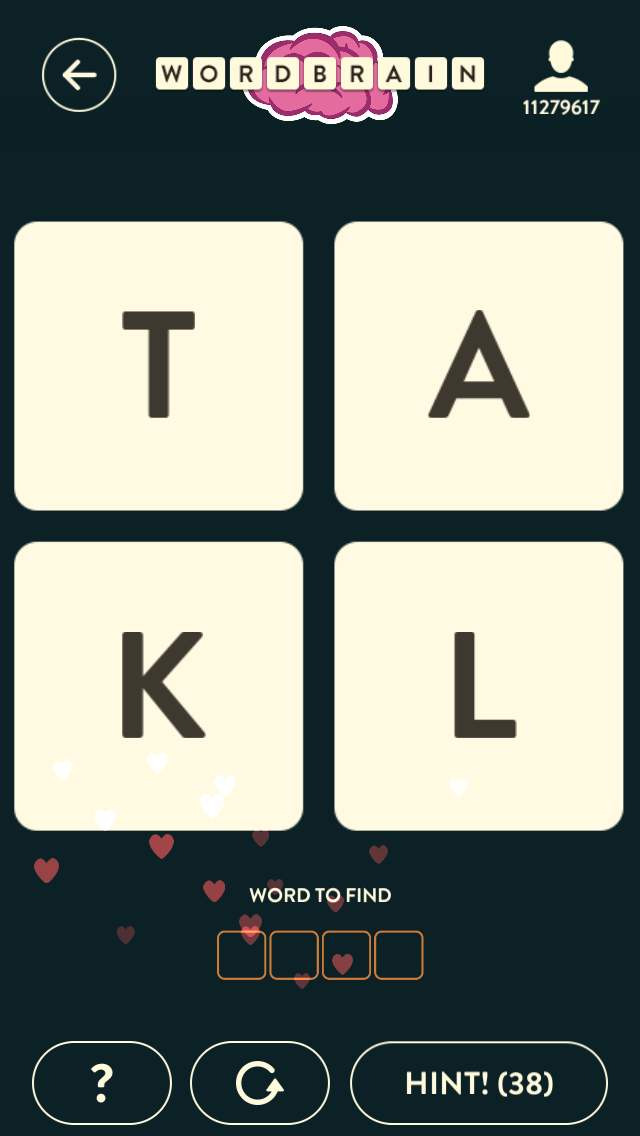 WORDBRAIN
11279617
T A
K L
WORD TO FIND
? HINT! (38)